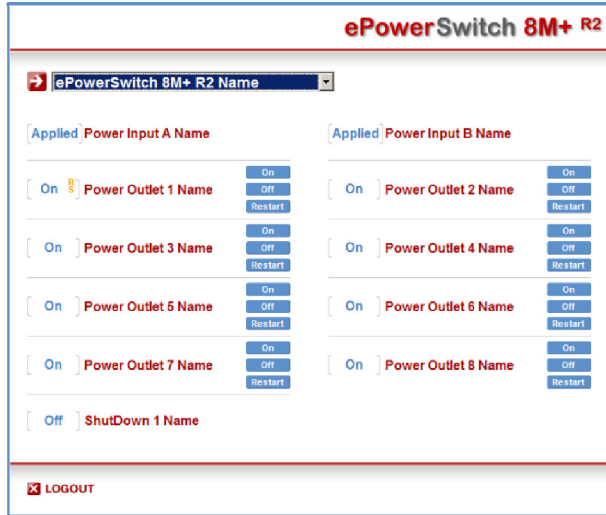 ePowerSwitch 8M+ R2
ePowerSwitch 8M+ R2 Name
Applied Power Input A Name
Applied Power Input B Name
On
Off
Restart
On
R
S
Power Outlet 1 Name
On
Off
Restart
On Power Outlet 2 Name
On
Off
Restart
On Power Outlet 3 Name
On
Off
Restart
On Power Outlet 4 Name
On
Off
Restart
On Power Outlet 5 Name
On
Off
Restart
On Power Outlet 6 Name
On
Off
Restart
On Power Outlet 7 Name
On
Off
Restart
On Power Outlet 8 Name
Off ShutDown 1 Name
LOGOUT